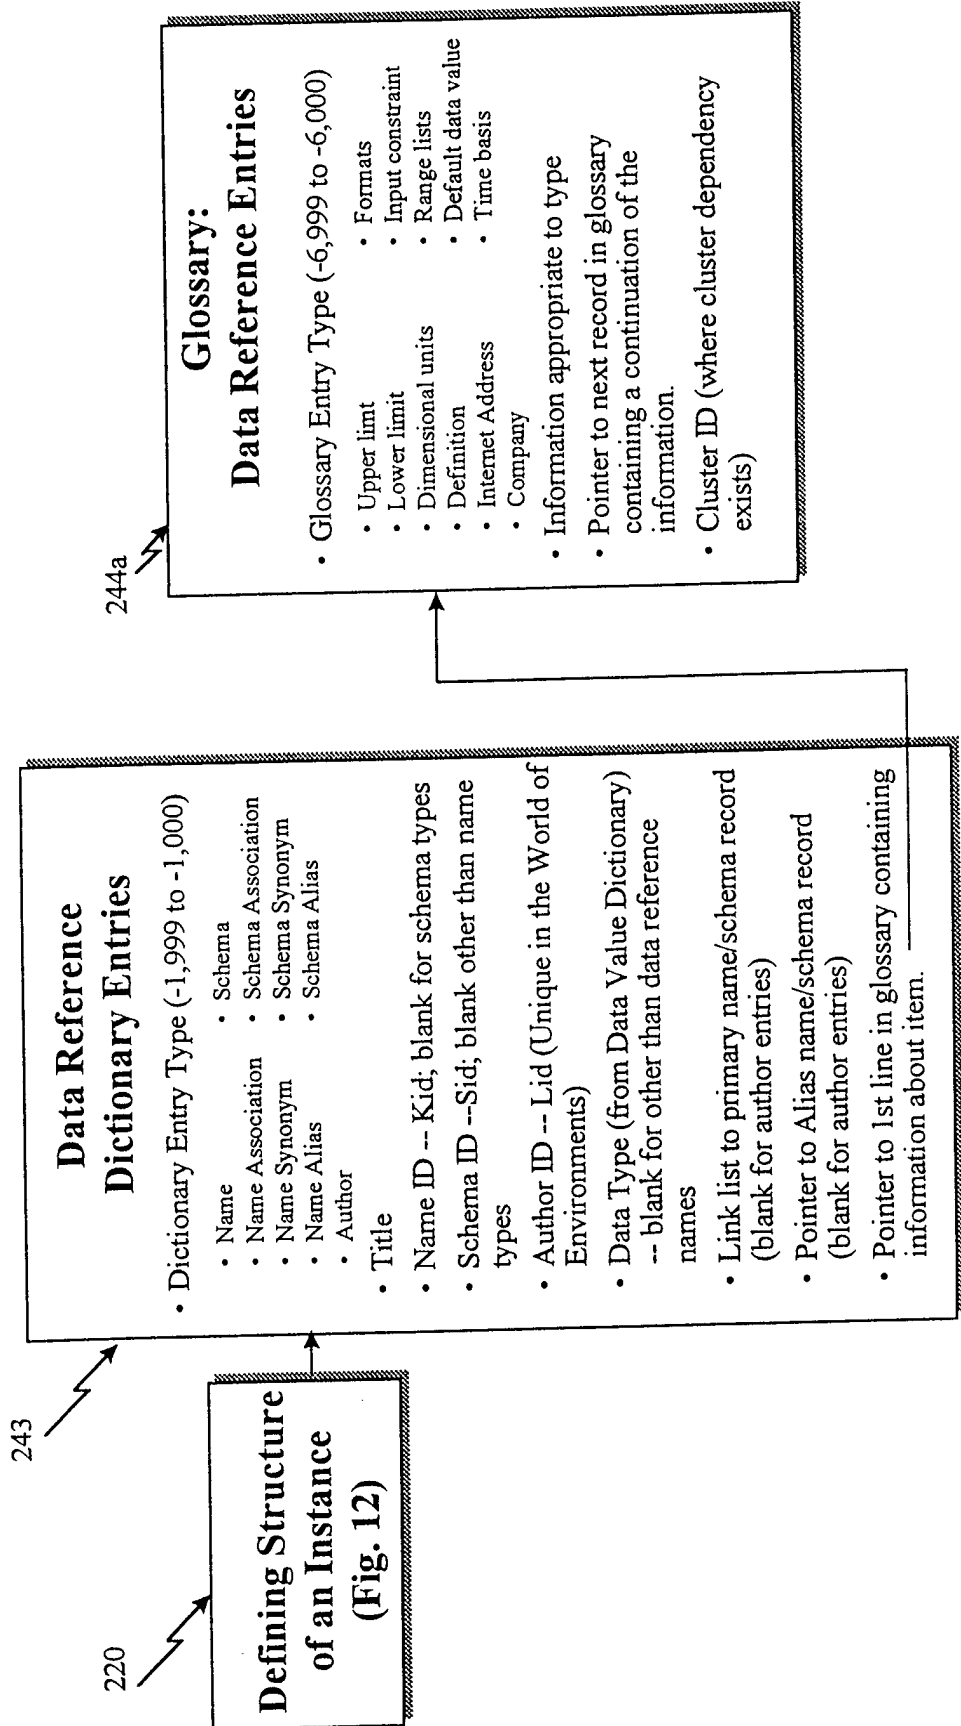 220
Defining Structure
of an Instance
(Fig. 12)
243
Data Reference
Dictionary Entries
• Dictionary Entry Type (-1,999 to -1,000)
• Name • Schema
• Name Association • Schema Association
• Name Synonym • Schema Synonym
• Name Alias • Schema Alias
• Author
• Title
• Name ID -- Kid; blank for schema types
• Schema ID --Sid; blank other than name
types
• Author ID -- Lid (Unique in the World of
Environments)
• Data Type (from Data Value Dictionary)
-- blank for other than data reference
names
• Link list to primary name/schema record
(blank for author entries)
• Pointer to Alias name/schema record
(blank for author entries)
• Pointer to 1st line in glossary containing
information about item.
244a
Glossary:
Data Reference Entries
• Glossary Entry Type (-6,999 to -6,000)
• Upper limt • Formats
• Lower limit • Input constraint
• Dimensional units • Range lists
• Definition • Default data value
• Internet Address • Time basis
• Company
• Information appropriate to type
• Pointer to next record in glossary
containing a continuation of the
information.
• Cluster ID (where cluster dependency
exists)